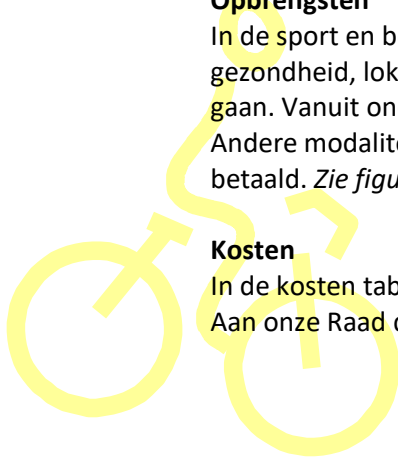 Opbrengsten
In de sport en b
gezondheid, lok
gaan. Vanuit on
Andere modalit
betaald. Zie figu
Kosten
In de kosten tab
Aan onze Raad